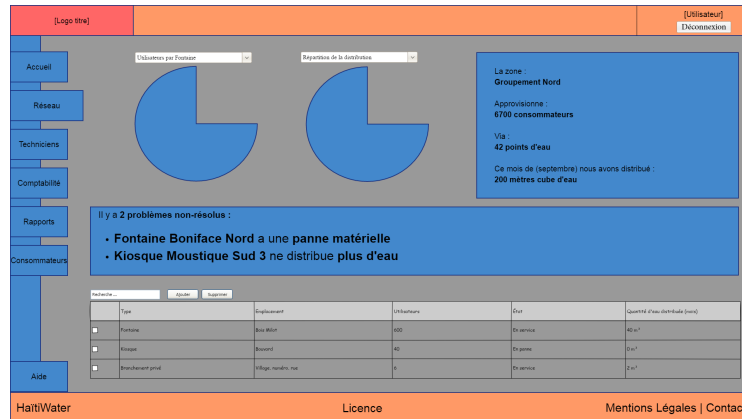 [Logo titre]
[Utilisateur]
Déconnexion
Accueil
Réseau
Techniciens
Comptabilité
Rapports
Consommateurs
Aide
Utilisateurs par Fontaine
Répartition de la distribution
La zone :
Groupement Nord
Approvisionne :
6700 consommateurs
Via :
42 points d'eau
Ce mois de (septembre) nous avons distribué :
200 mètres cube d'eau
Il y a 2 problèmes non-résolus :
• Fontaine Boniface Nord a une panne matérielle
• Kiosque Moustique Sud 3 ne distribue plus d'eau
Recherche ... Ajouter Supprimer
Type Emplacement Utilisateurs État Quantité d'eau distribuée (mois)
Fontaine Bois Milot 600 En service 40 m³
Kiosque 40 En panne 0 m³
Branchement privé Village, numéro, rue 6 En service 2 m³
HaïtiWater Licence Mentions Légales | Contac